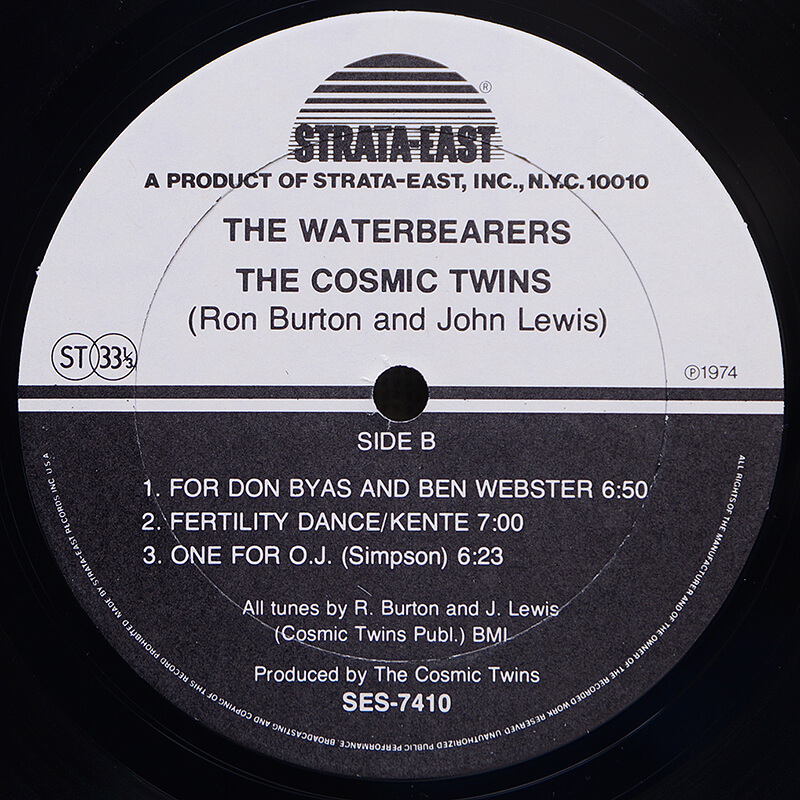 STRATA-EAST ®
A PRODUCT OF STRATA-EAST, INC., N.Y.C. 10010
THE WATERBEARERS
THE COSMIC TWINS
(Ron Burton and John Lewis)
ST 33⅓
℗1974
SIDE B
1. FOR DON BYAS AND BEN WEBSTER 6:50
2. FERTILITY DANCE/KENTE 7:00
3. ONE FOR O.J. (Simpson) 6:23
All tunes by R. Burton and J. Lewis
(Cosmic Twins Publ.) BMI
Produced by The Cosmic Twins
SES-7410
ALL RIGHTS OF THE MANUFACTURER AND OF THE OWNER OF THE RECORDED WORK RESERVED. UNAUTHORIZED PUBLIC PERFORMANCE, BROADCASTING AND COPYING OF THIS RECORD PROHIBITED MADE BY STRATA-EAST RECORDS INC U.S.A